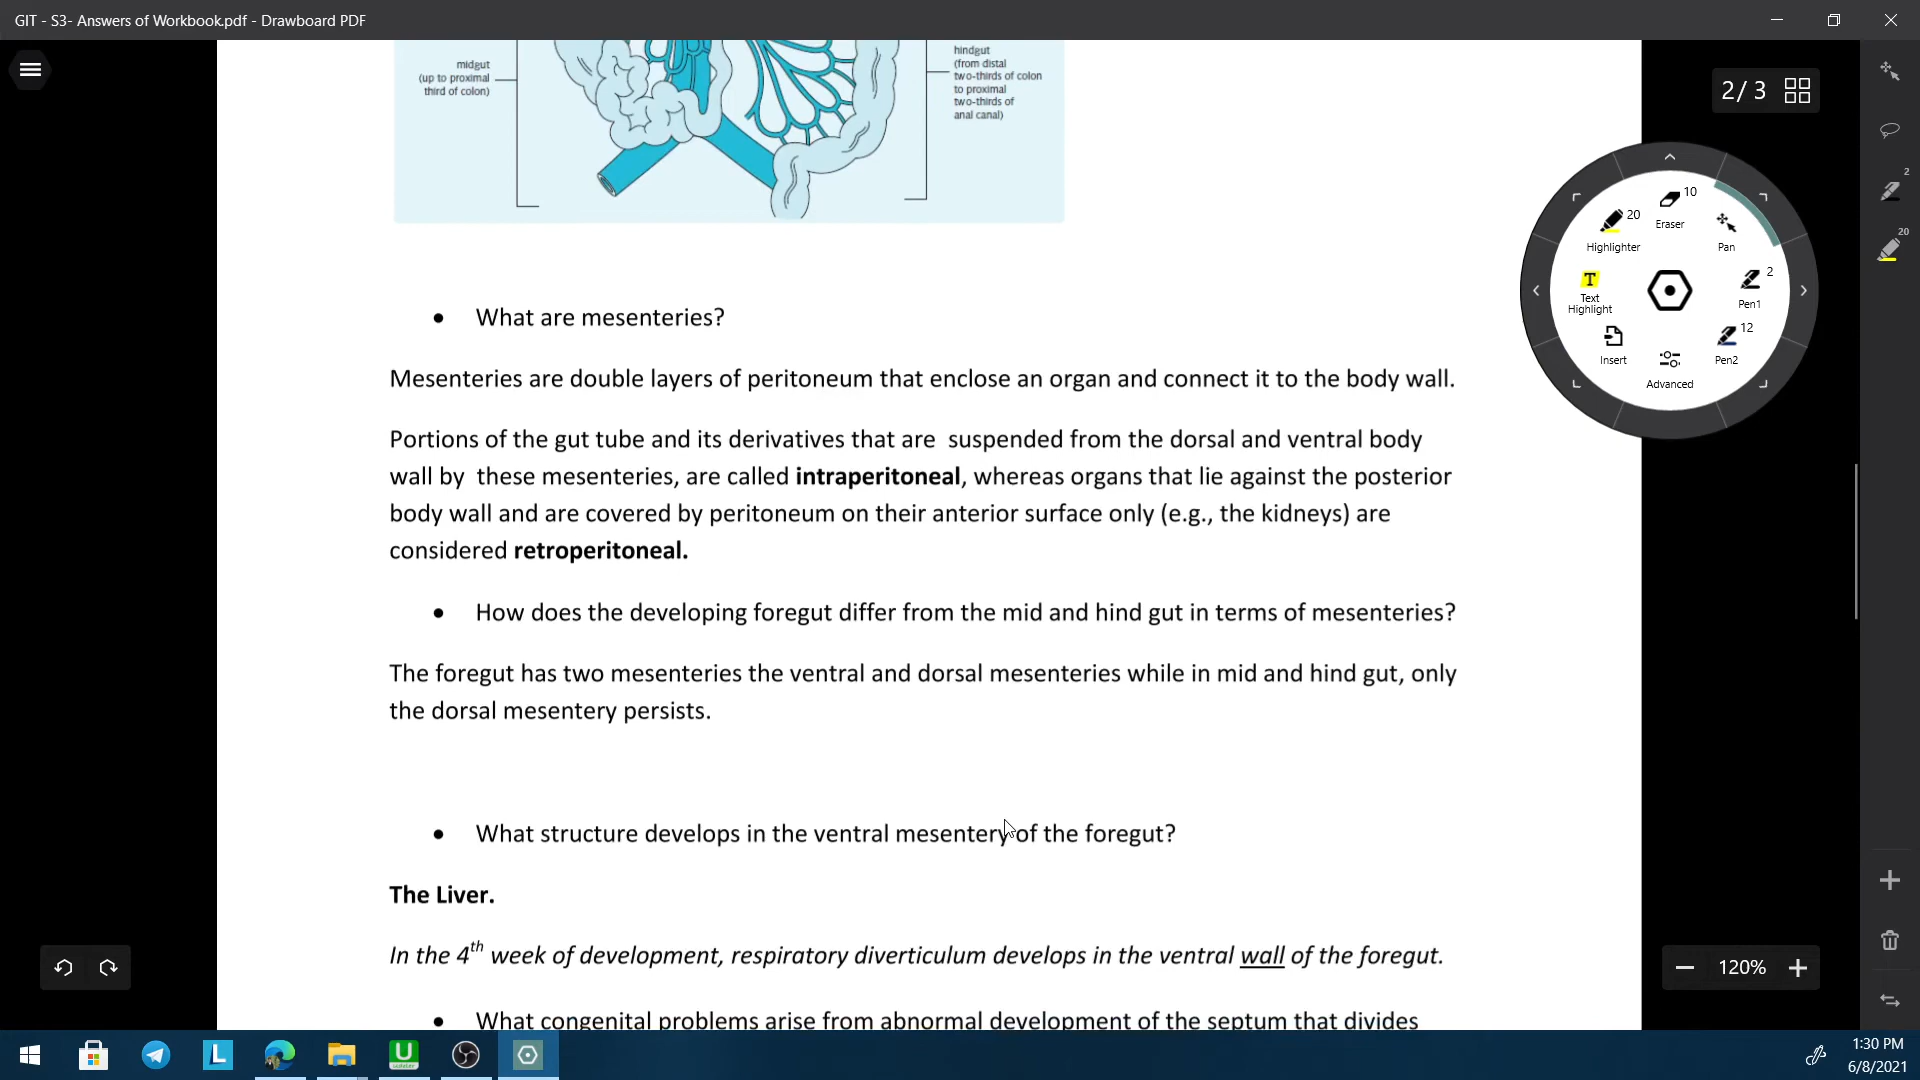 GIT - S3- Answers of Workbook.pdf - Drawboard PDF
midgut
(up to proximal
third of colon)
hindgut
(from distal
two-thirds of colon
to proximal
two-thirds of
anal canal)
2/ 3
2
20
10
Eraser
20
Highlighter
Pan
T
Text
Highlight
2
Pen1
12
Pen2
Insert
Advanced
• What are mesenteries?
Mesenteries are double layers of peritoneum that enclose an organ and connect it to the body wall.
Portions of the gut tube and its derivatives that are  suspended from the dorsal and ventral body
wall by  these mesenteries, are called intraperitoneal, whereas organs that lie against the posterior
body wall and are covered by peritoneum on their anterior surface only (e.g., the kidneys) are
considered retroperitoneal.
• How does the developing foregut differ from the mid and hind gut in terms of mesenteries?
The foregut has two mesenteries the ventral and dorsal mesenteries while in mid and hind gut, only
the dorsal mesentery persists.
• What structure develops in the ventral mesentery of the foregut?
The Liver.
In the 4th week of development, respiratory diverticulum develops in the ventral wall of the foregut.
• What congenital problems arise from abnormal development of the septum that divides
120%
L
U
1:30 PM
6/8/2021